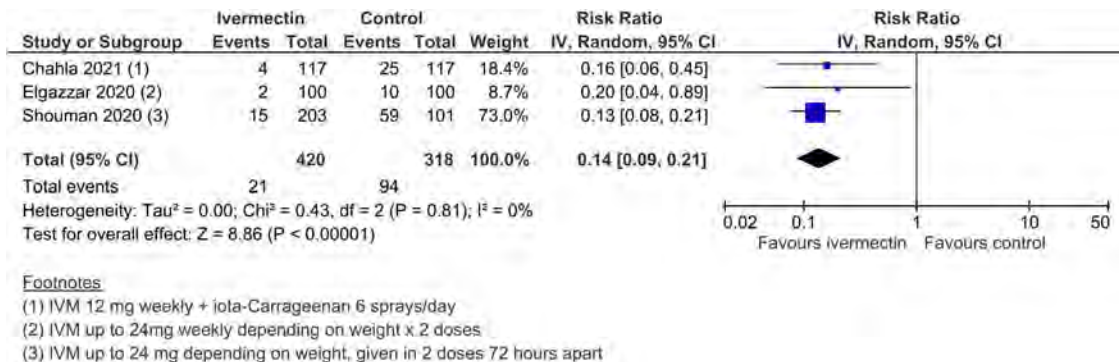 Ivermectin Control Risk Ratio Risk Ratio
Study or Subgroup Events Total Events Total Weight IV, Random, 95% CI IV, Random, 95% CI
Chahla 2021 (1) 4 117 25 117 18.4% 0.16 [0.06, 0.45]
Elgazzar 2020 (2) 2 100 10 100 8.7% 0.20 [0.04, 0.89]
Shouman 2020 (3) 15 203 59 101 73.0% 0.13 [0.08, 0.21]
Total (95% CI) 420 318 100.0% 0.14 [0.09, 0.21]
Total events 21 94
Heterogeneity: Tau² = 0.00; Chi² = 0.43, df = 2 (P = 0.81); I² = 0%
Test for overall effect: Z = 8.86 (P < 0.00001)
0.02 0.1 1 10 50
Favours ivermectin Favours control
Footnotes
(1) IVM 12 mg weekly + iota-Carrageenan 6 sprays/day
(2) IVM up to 24mg weekly depending on weight x 2 doses
(3) IVM up to 24 mg depending on weight, given in 2 doses 72 hours apart